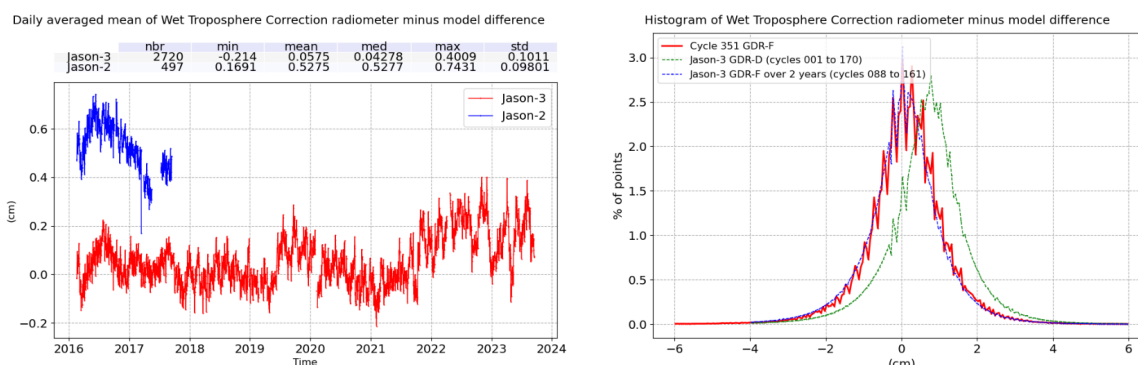 Daily averaged mean of Wet Troposphere Correction radiometer minus model difference
nbr min mean med max std
Jason-3 2720 -0.214 0.0575 0.04278 0.4009 0.1011
Jason-2 497 0.1691 0.5275 0.5277 0.7431 0.09801
Jason-3
Jason-2
0.6
0.4
0.2
0.0
−0.2
(cm)
2016 2017 2018 2019 2020 2021 2022 2023 2024
Time
Histogram of Wet Troposphere Correction radiometer minus model difference
Cycle 351 GDR-F
Jason-3 GDR-D (cycles 001 to 170)
Jason-3 GDR-F over 2 years (cycles 088 to 161)
3.0
2.5
2.0
1.5
1.0
0.5
0.0
% of points
−6 −4 −2 0 2 4 6
(cm)